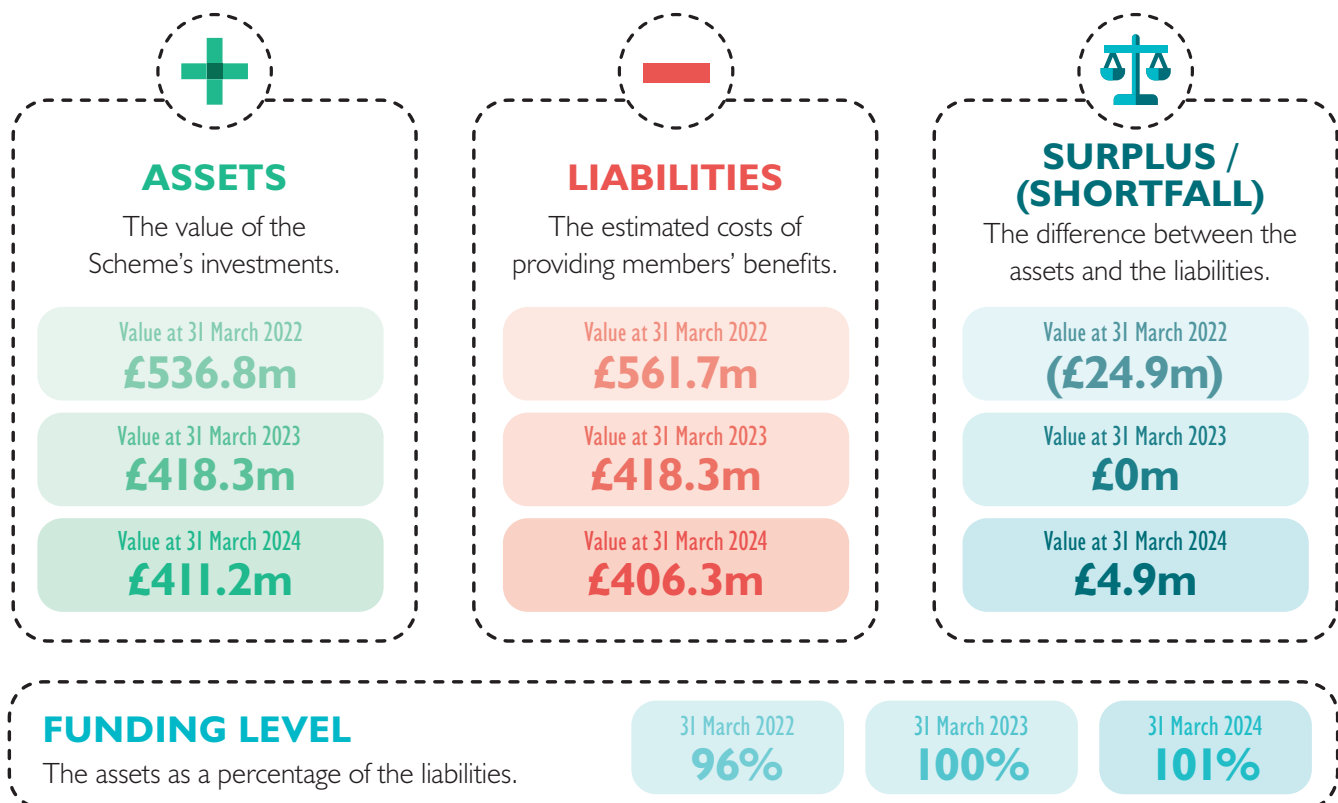 ASSETS
The value of the
Scheme’s investments.
Value at 31 March 2022
£536.8m
Value at 31 March 2023
£418.3m
Value at 31 March 2024
£411.2m
LIABILITIES
The estimated costs of
providing members’ benefits.
Value at 31 March 2022
£561.7m
Value at 31 March 2023
£418.3m
Value at 31 March 2024
£406.3m
SURPLUS /
(SHORTFALL)
The difference between the
assets and the liabilities.
Value at 31 March 2022
(£24.9m)
Value at 31 March 2023
£0m
Value at 31 March 2024
£4.9m
FUNDING LEVEL
The assets as a percentage of the liabilities.
31 March 2022
96%
31 March 2023
100%
31 March 2024
101%